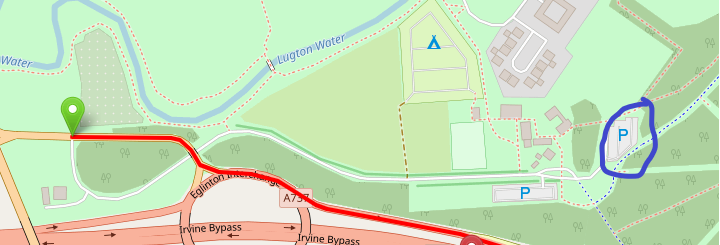 Water
Lugton Water
P
P
Eglinton Interchange
A737
Irvine Bypass
Irvine Bypass